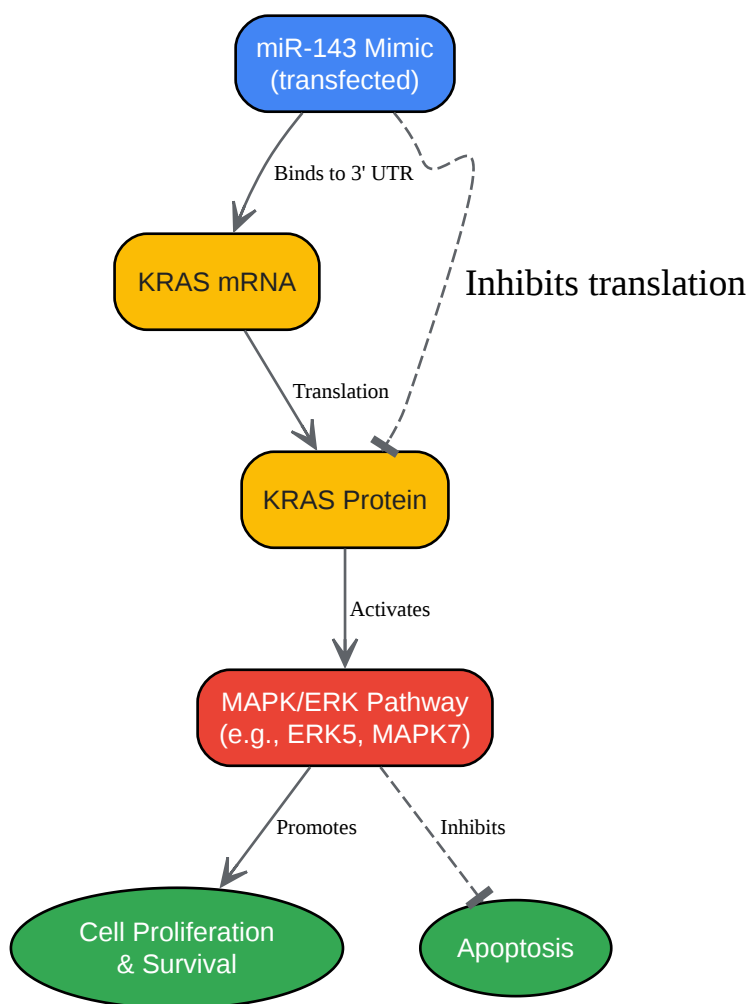 miR-143 Mimic
(transfected)
Binds to 3' UTR
KRAS mRNA
Inhibits translation
Translation
KRAS Protein
Activates
MAPK/ERK Pathway
(e.g., ERK5, MAPK7)
Promotes
Inhibits
Cell Proliferation
& Survival
Apoptosis